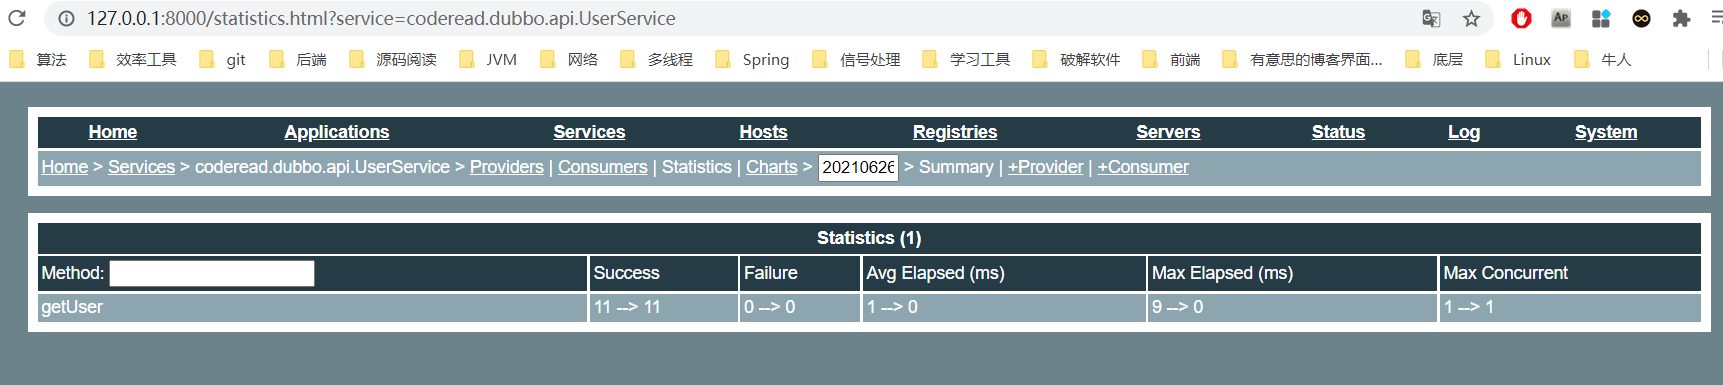 127.0.0.1:8000/statistics.html?service=coderead.dubbo.api.UserService
AP
算法 效率工具 git 后端 源码阅读 JVM 网络 多线程 Spring 信号处理 学习工具 破解软件 前端 有意思的博客界面... 底层 Linux 牛人
Home Applications Services Hosts Registries Servers Status Log System
Home > Services > coderead.dubbo.api.UserService > Providers | Consumers | Statistics | Charts > 20210626 > Summary | +Provider | +Consumer
Statistics (1)
Method: Success Failure Avg Elapsed (ms) Max Elapsed (ms) Max Concurrent
getUser 11 --> 11 0 --> 0 1 --> 0 9 --> 0 1 --> 1